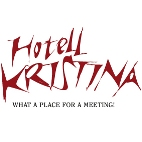 Hotell
KRISTINA
WHAT A PLACE FOR A MEETING!